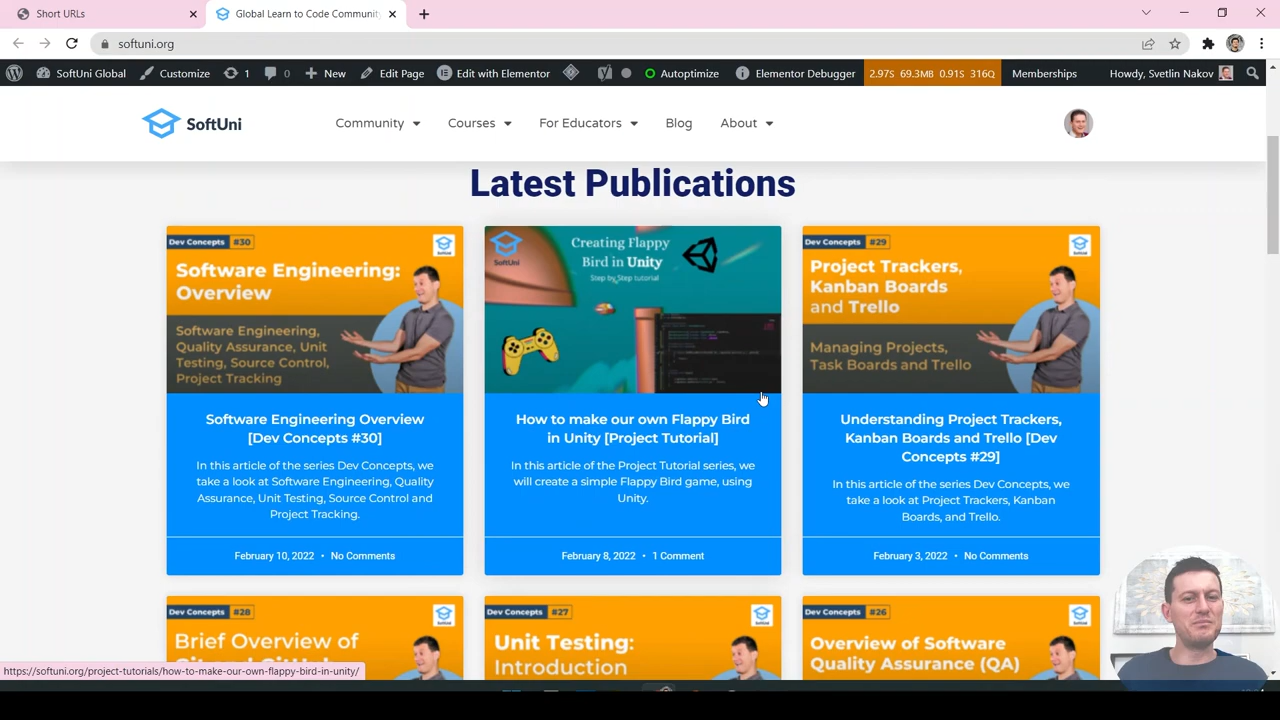 Short URLs
Global Learn to Code Community
softuni.org
SoftUni Global
Customize
1
0
New
Edit Page
Edit with Elementor
Autoptimize
Elementor Debugger
2.97S 69.3MB 0.91S 316Q
Memberships
Howdy, Svetlin Nakov
SoftUni
Community
Courses
For Educators
Blog
About
Latest Publications
Dev Concepts #30
Software Engineering:
Overview
Software Engineering,
Quality Assurance, Unit
Testing, Source Control,
Project Tracking
Software Engineering Overview
[Dev Concepts #30]
In this article of the series Dev Concepts, we
take a look at Software Engineering, Quality
Assurance, Unit Testing, Source Control and
Project Tracking.
February 10, 2022 • No Comments
SoftUni
Creating Flappy
Bird in Unity
Step by Step tutorial
How to make our own Flappy Bird
in Unity [Project Tutorial]
In this article of the Project Tutorial series, we
will create a simple Flappy Bird game, using
Unity.
February 8, 2022 • 1 Comment
Dev Concepts #29
Project Trackers,
Kanban Boards
and Trello
Managing Projects,
Task Boards and Trello
Understanding Project Trackers,
Kanban Boards and Trello [Dev
Concepts #29]
In this article of the series Dev Concepts, we
take a look at Project Trackers, Kanban
Boards, and Trello.
February 3, 2022 • No Comments
Dev Concepts #28
Brief Overview of
Dev Concepts #27
Unit Testing:
Introduction
Dev Concepts #26
Overview of Software
Quality Assurance (QA)
https://softuni.org/project-tutorials/how-to-make-our-own-flappy-bird-in-unity/